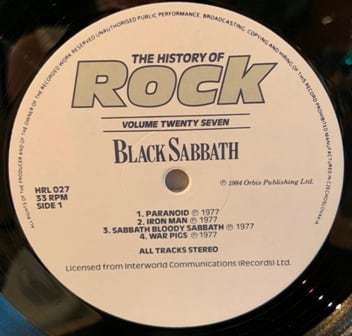 ALL RIGHTS OF THE PRODUCER AND OF THE OWNER OF THE RECORDED WORK RESERVED UNAUTHORISED PUBLIC PERFORMANCE, BROADCASTING, COPYING AND HIRING OF THIS RECORD PROHIBITED MANUFACTURED IN CZECHOSLOVAKIA
THE HISTORY OF
ROCK
VOLUME TWENTY SEVEN
BLACK SABBATH
HRL 027
33 RPM
SIDE 1
℗ 1984 Orbis Publishing Ltd.
1. PARANOID ℗ 1977
2. IRON MAN ℗ 1977
3. SABBATH BLOODY SABBATH ℗ 1977
4. WAR PIGS ℗ 1977
ALL TRACKS STEREO
Licensed from Interworld Communications (Records) Ltd.